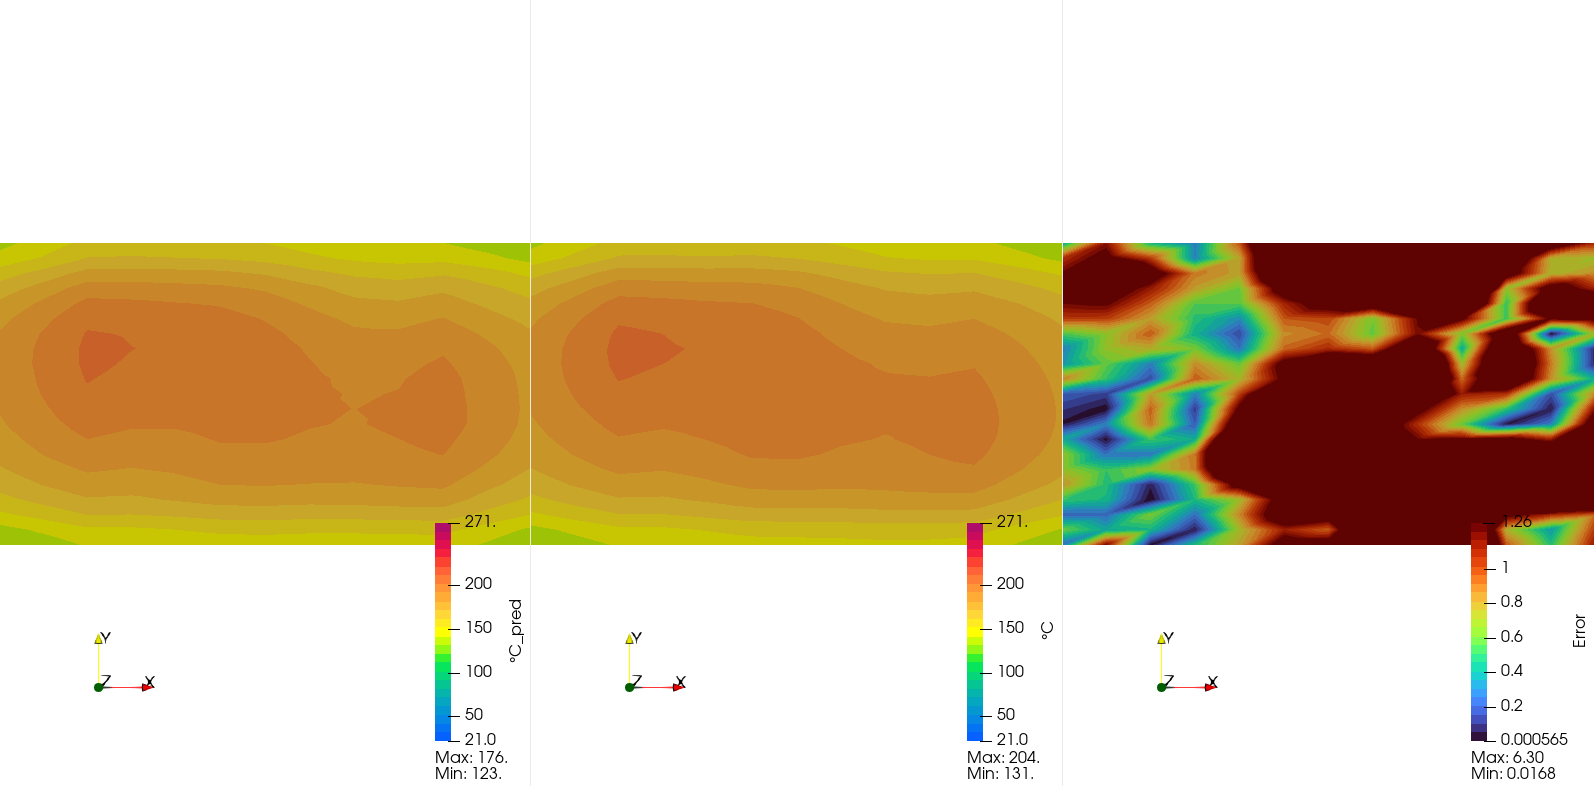 271.
200
150
100
50
21.0
°C_pred
Max: 176.
Min: 123.
Y
Z
X
271.
200
150
100
50
21.0
°C
Max: 204.
Min: 131.
Y
Z
X
1.26
1
0.8
0.6
0.4
0.2
0.000565
Error
Max: 6.30
Min: 0.0168
Y
Z
X